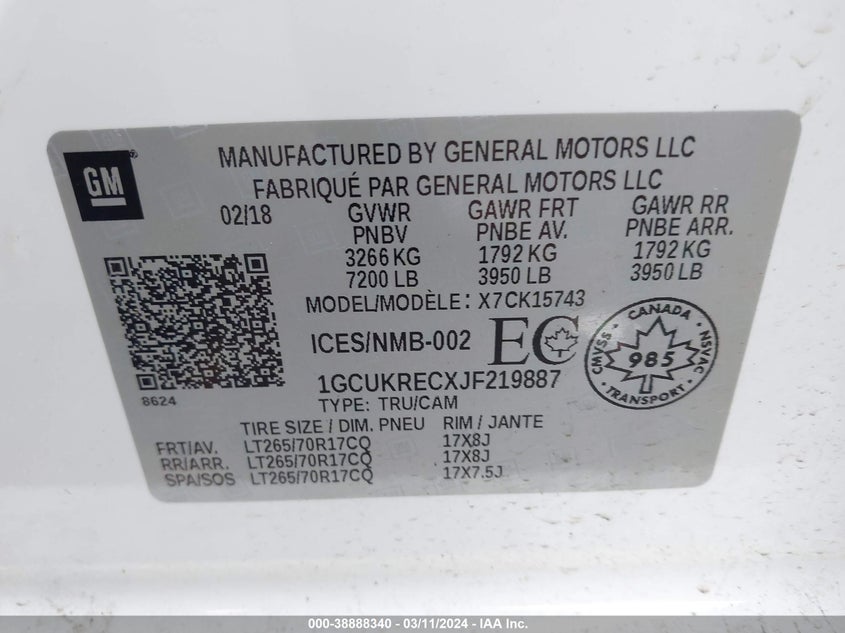 GM
MANUFACTURED BY GENERAL MOTORS LLC
FABRIQUÉ PAR GENERAL MOTORS LLC
02/18 GVWR GAWR FRT GAWR RR
PNBV PNBE AV. PNBE ARR.
3266 KG 1792 KG 1792 KG
7200 LB 3950 LB 3950 LB
MODEL/MODÈLE: X7CK15743
ICES/NMB-002 EC
CANADA
CMVSS 985 NSVAC
TRANSPORT
1GCUKRECXJF219887
8624 TYPE: TRU/CAM
TIRE SIZE / DIM. PNEU RIM / JANTE
FRT/AV. LT265/70R17CQ 17X8J
RR/ARR. LT265/70R17CQ 17X8J
SPA/SOS LT265/70R17CQ 17X7.5J
000-38888340 - 03/11/2024 - IAA Inc.